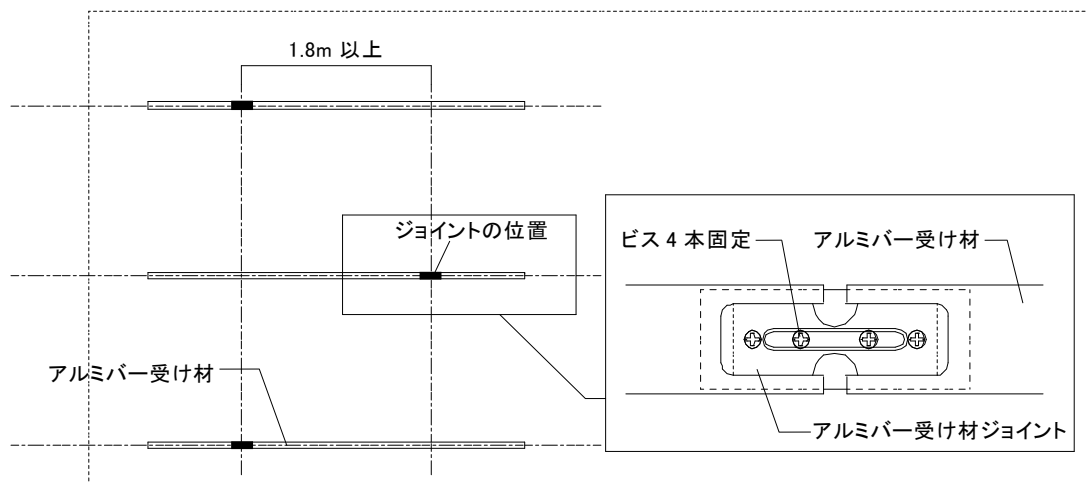 1.8m 以上
ジョイントの位置
アルミバー受け材
ビス４本固定
アルミバー受け材
アルミバー受け材ジョイント